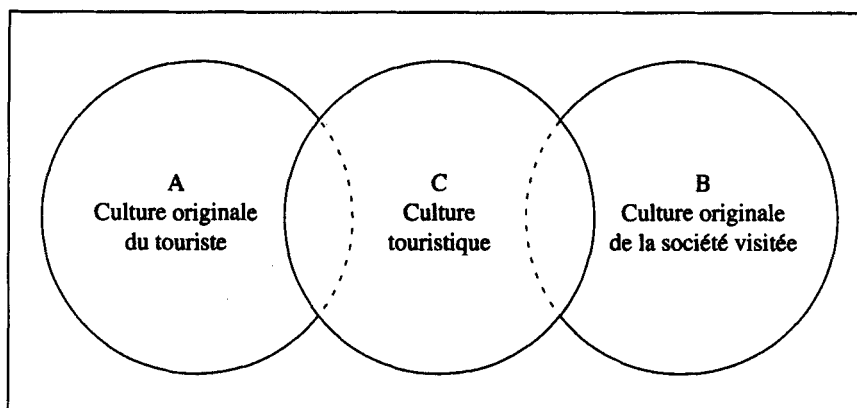 A
Culture originale
du touriste
C
Culture
touristique
B
Culture originale
de la société visitée